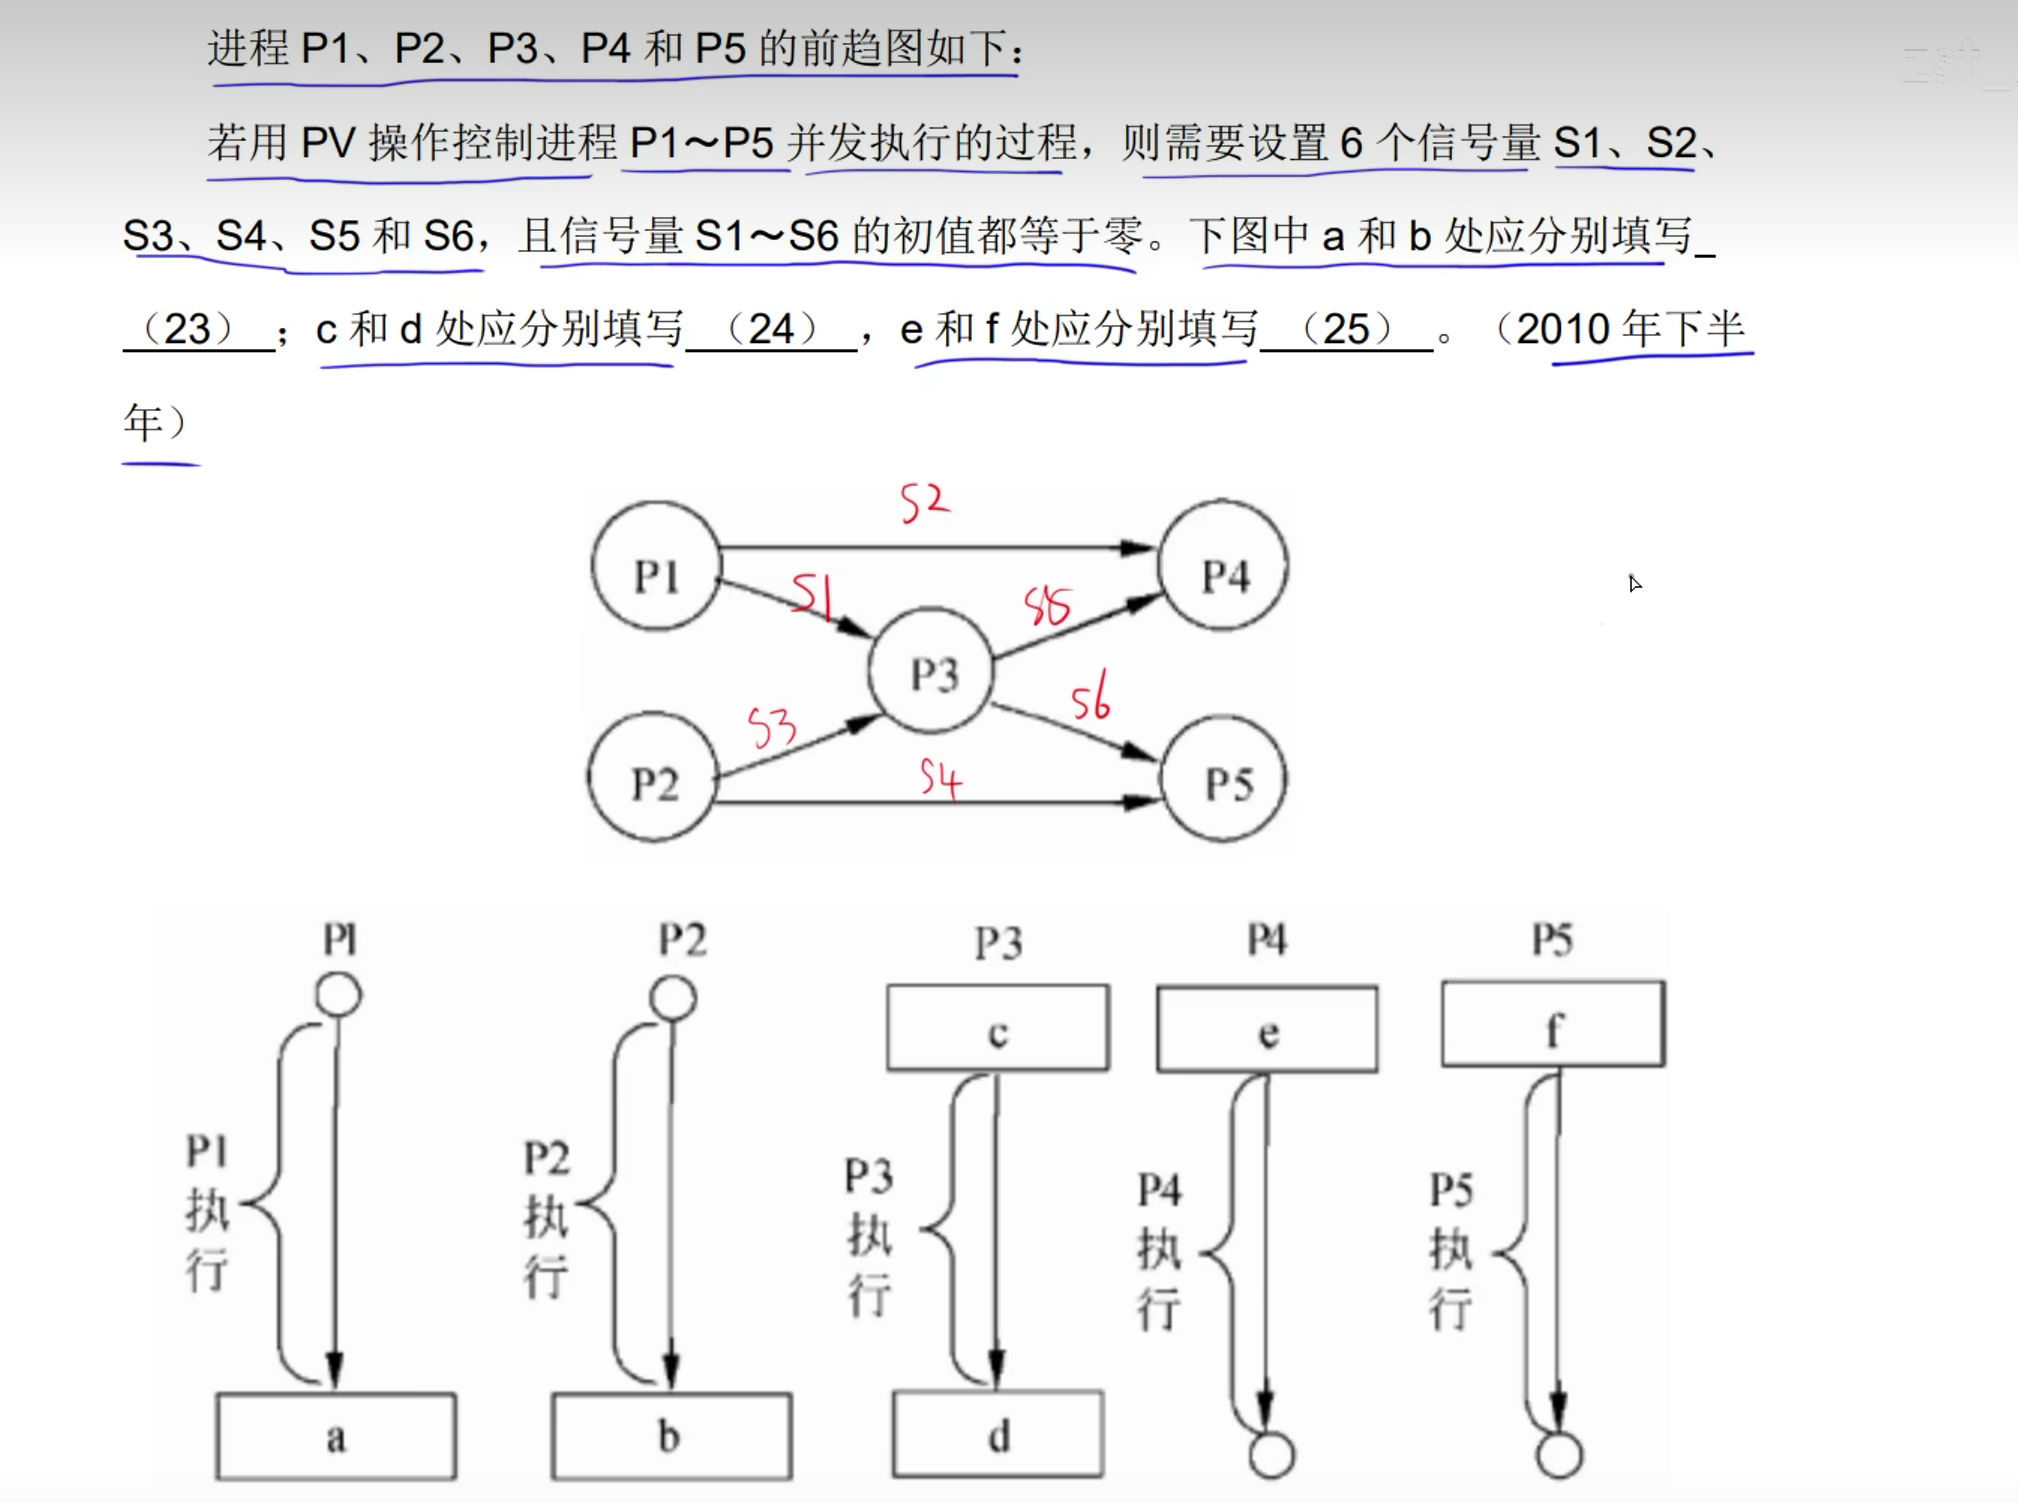 进程 P1、P2、P3、P4 和 P5 的前趋图如下:
若用 PV 操作控制进程 P1～P5 并发执行的过程，则需要设置 6 个信号量 S1、S2、
S3、S4、S5 和 S6，且信号量 S1～S6 的初值都等于零。下图中 a 和 b 处应分别填写_
（23）；c 和 d 处应分别填写（24），e 和 f 处应分别填写（25）。（2010 年下半
年）
S2
P1
P4
S1
S5
P3
S3
S6
P2
S4
P5
P1
P2
P3
P4
P5
c
e
f
P1
执
行
P2
执
行
P3
执
行
P4
执
行
P5
执
行
a
b
d